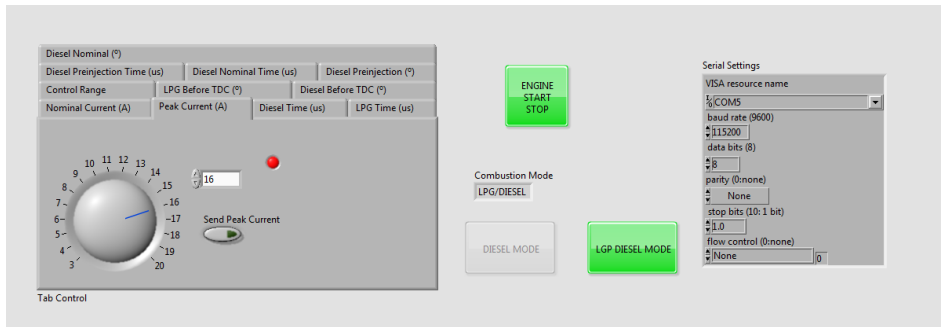 Diesel Nominal (º)
Diesel Preinjection Time (us) Diesel Nominal Time (us) Diesel Preinjection (º)
Control Range LPG Before TDC (º) Diesel Before TDC (º)
Nominal Current (A) Peak Current (A) Diesel Time (us) LPG Time (us)
3 4 5 6 7 8 9 10 11 12 13 14 15 16 17 18 19 20
16
Send Peak Current
Tab Control
ENGINE
START
STOP
Combustion Mode
LPG/DIESEL
DIESEL MODE
LGP DIESEL MODE
Serial Settings
VISA resource name
COM5
baud rate (9600)
115200
data bits (8)
8
parity (0:none)
None
stop bits (10: 1 bit)
1.0
flow control (0:none)
None 0